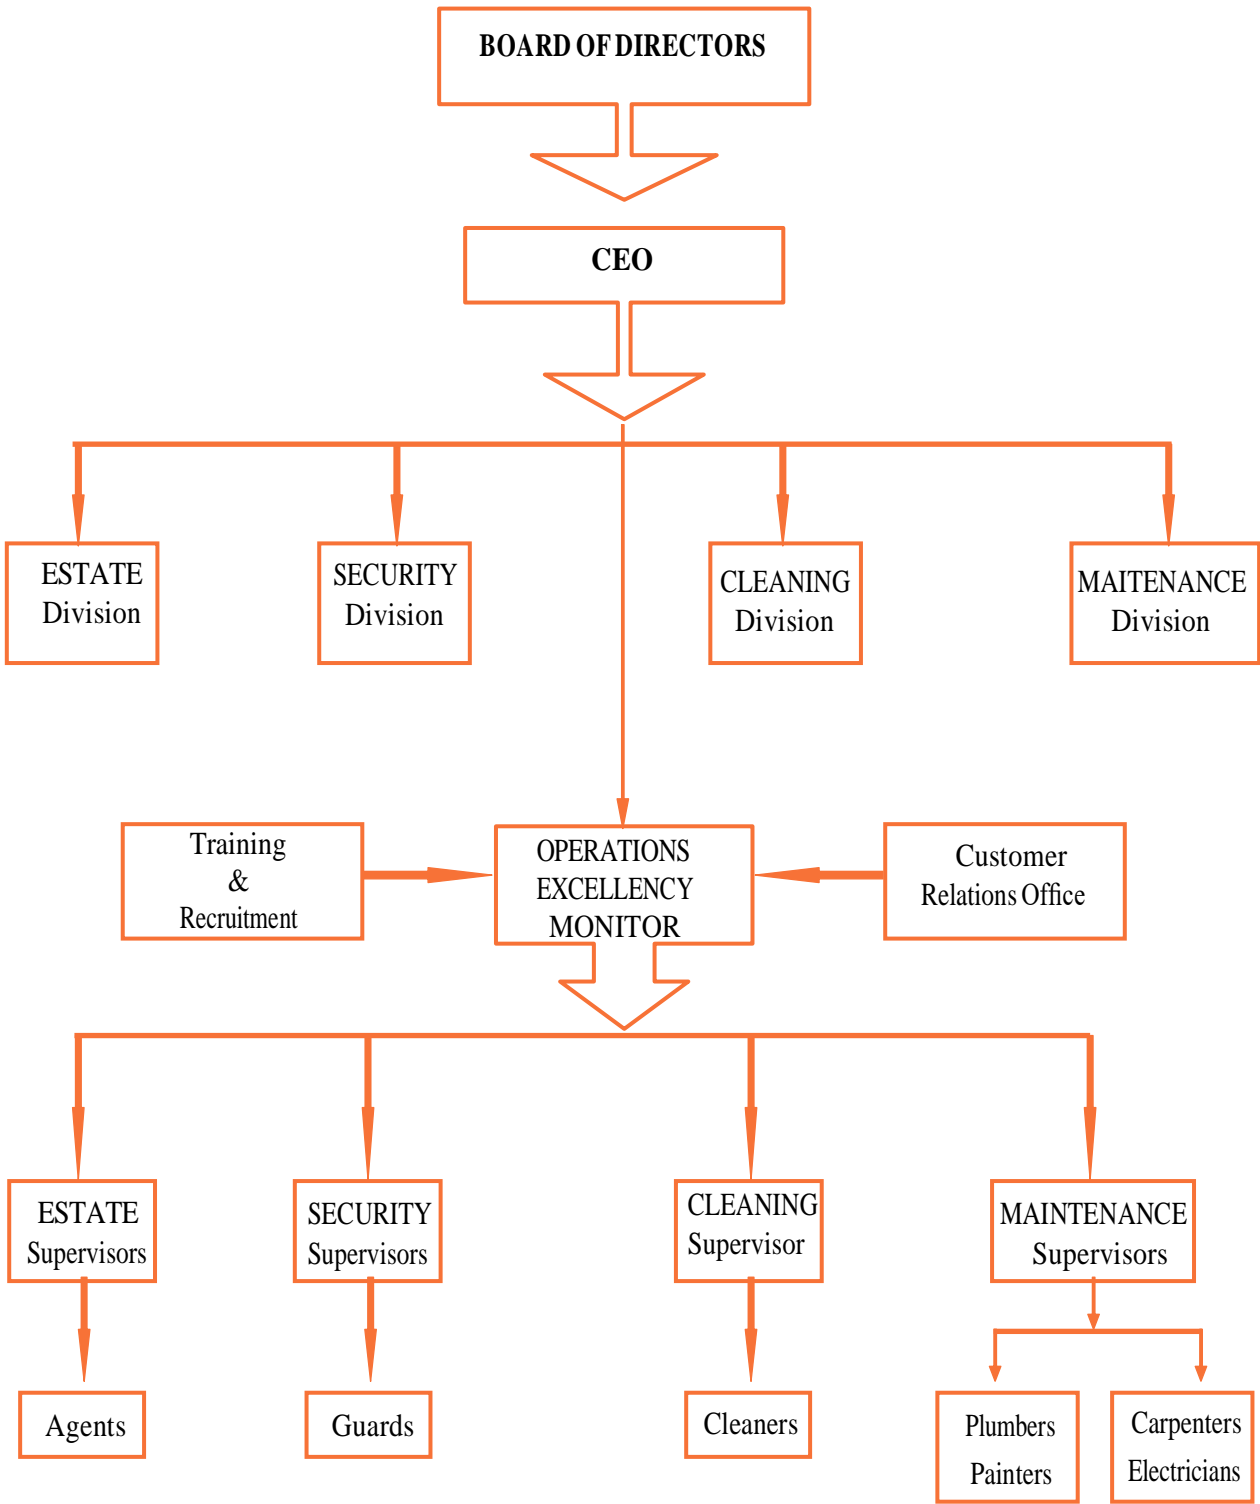 BOARD OF DIRECTORS
CEO
ESTATE
Division
SECURITY
Division
CLEANING
Division
MAITENANCE
Division
Training
&
Recruitment
OPERATIONS
EXCELLENCY
MONITOR
Customer
Relations Office
ESTATE
Supervisors
SECURITY
Supervisors
CLEANING
Supervisor
MAINTENANCE
Supervisors
Agents
Guards
Cleaners
Plumbers
Painters
Carpenters
Electricians